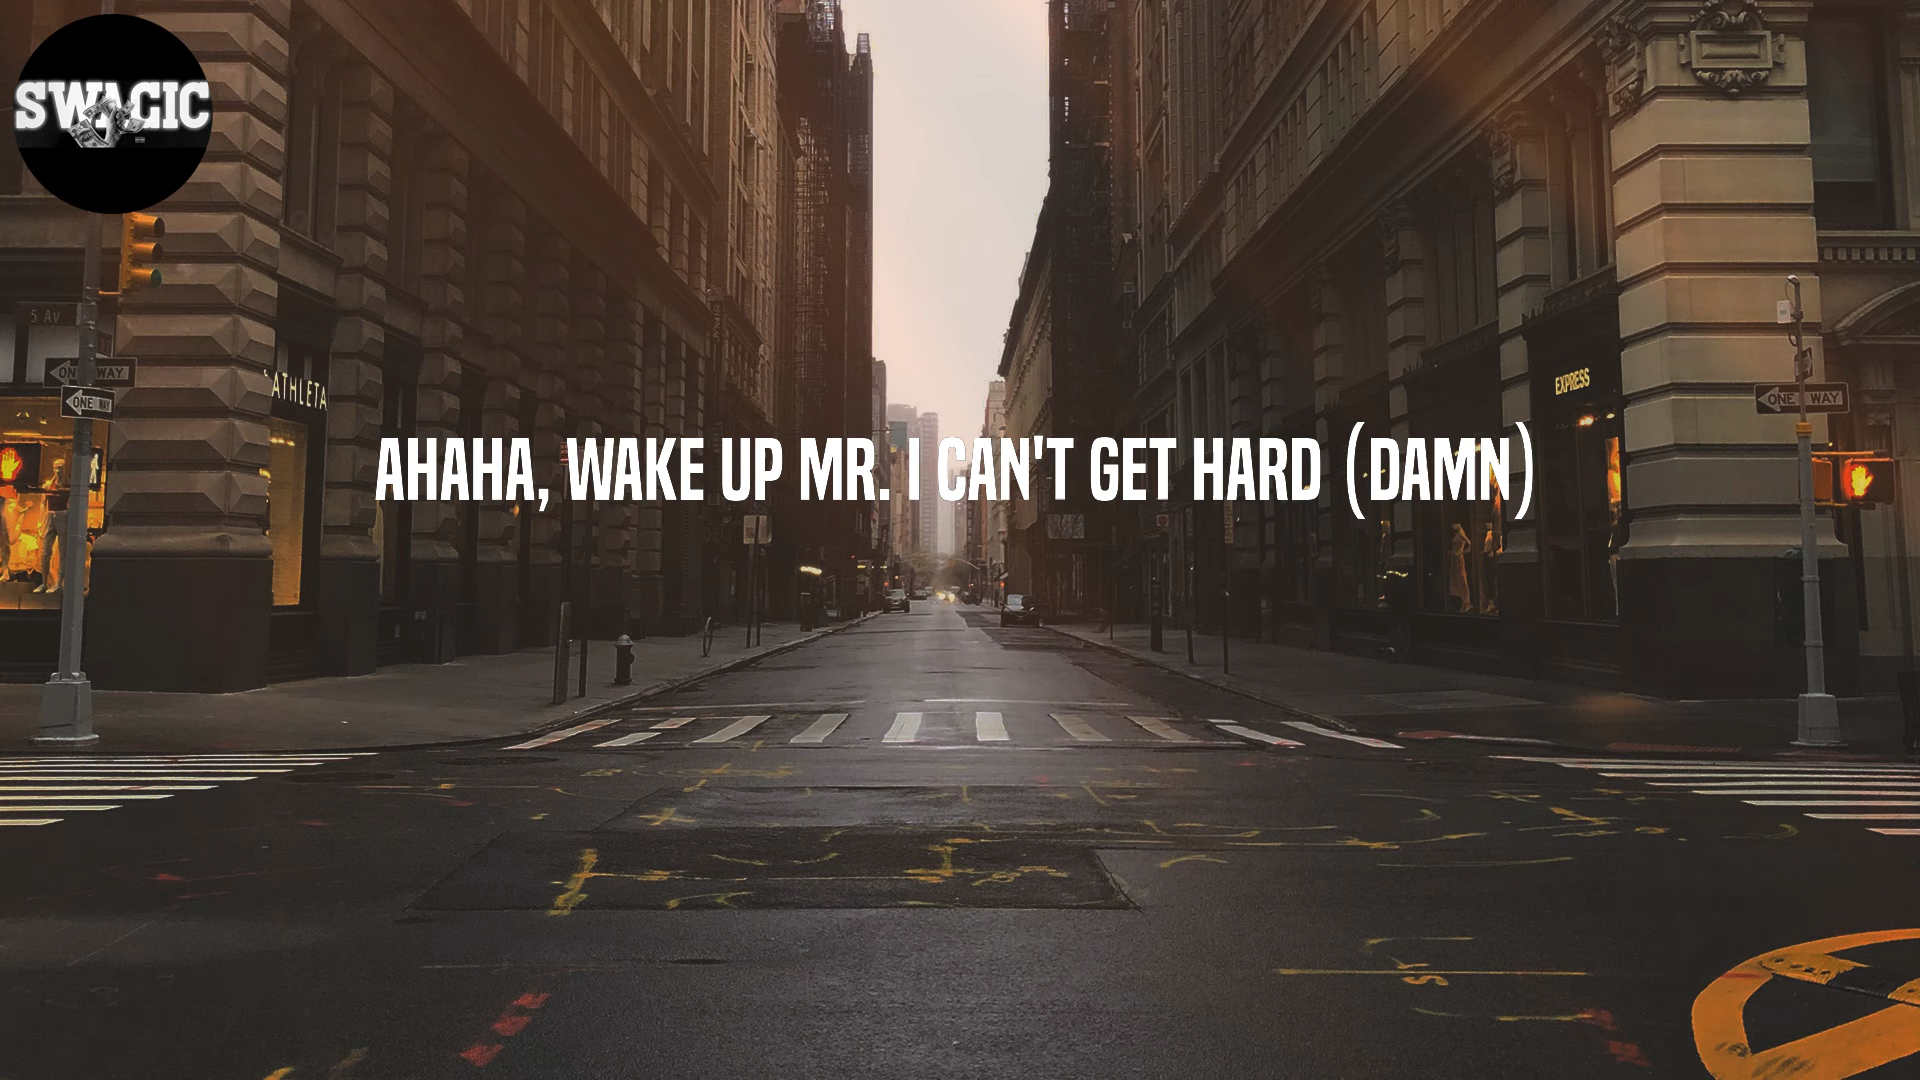 SWAGIC
5 Av
ONE WAY
ONE WAY
ATHLETA
EXPRESS
ONE WAY
AHAHA, WAKE UP MR. I CAN'T GET HARD (DAMN)